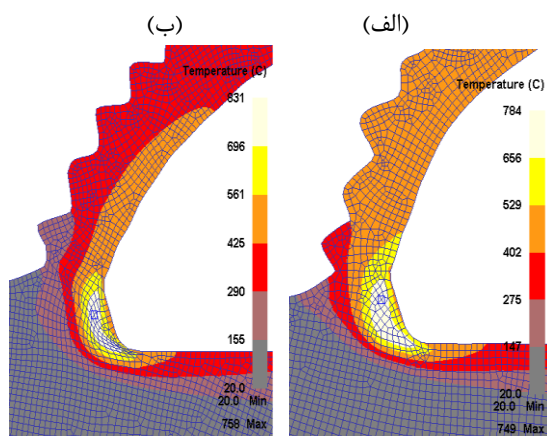 (ب)
(الف)
Temperature (C)
831
696
561
425
290
155
20.0
20.0 Min
758 Max
Temperature (C)
784
656
529
402
275
147
20.0
20.0 Min
749 Max